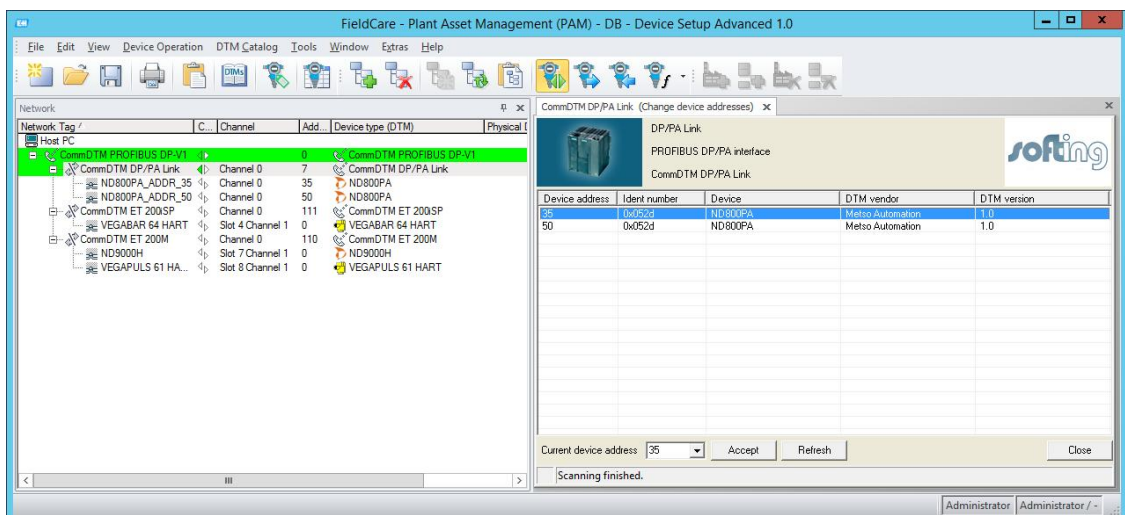 FieldCare - Plant Asset Management (PAM) - DB - Device Setup Advanced 1.0
File Edit View Device Operation DTM Catalog Tools Window Extras Help
DTMs
Network
Network Tag / C... Channel Add... Device type (DTM) Physical
Host PC
CommDTM PROFIBUS DP-V1 0 CommDTM PROFIBUS DP-V1
CommDTM DP/PA Link Channel 0 7 CommDTM DP/PA Link
ND800PA_ADDR_35 Channel 0 35 ND800PA
ND800PA_ADDR_50 Channel 0 50 ND800PA
CommDTM ET 200iSP Channel 0 111 CommDTM ET 200iSP
VEGABAR 64 HART Slot 4 Channel 1 0 VEGABAR 64 HART
CommDTM ET 200M Channel 0 110 CommDTM ET 200M
ND9000H Slot 7 Channel 1 0 ND9000H
VEGAPULS 61 HA... Slot 8 Channel 1 0 VEGAPULS 61 HART
CommDTM DP/PA Link (Change device addresses)
DP/PA Link
PROFIBUS DP/PA interface
CommDTM DP/PA Link
softing
Device address Ident number Device DTM vendor DTM version
35 0x052d ND800PA Metso Automation 1.0
50 0x052d ND800PA Metso Automation 1.0
Current device address 35 Accept Refresh Close
Scanning finished.
Administrator Administrator / -